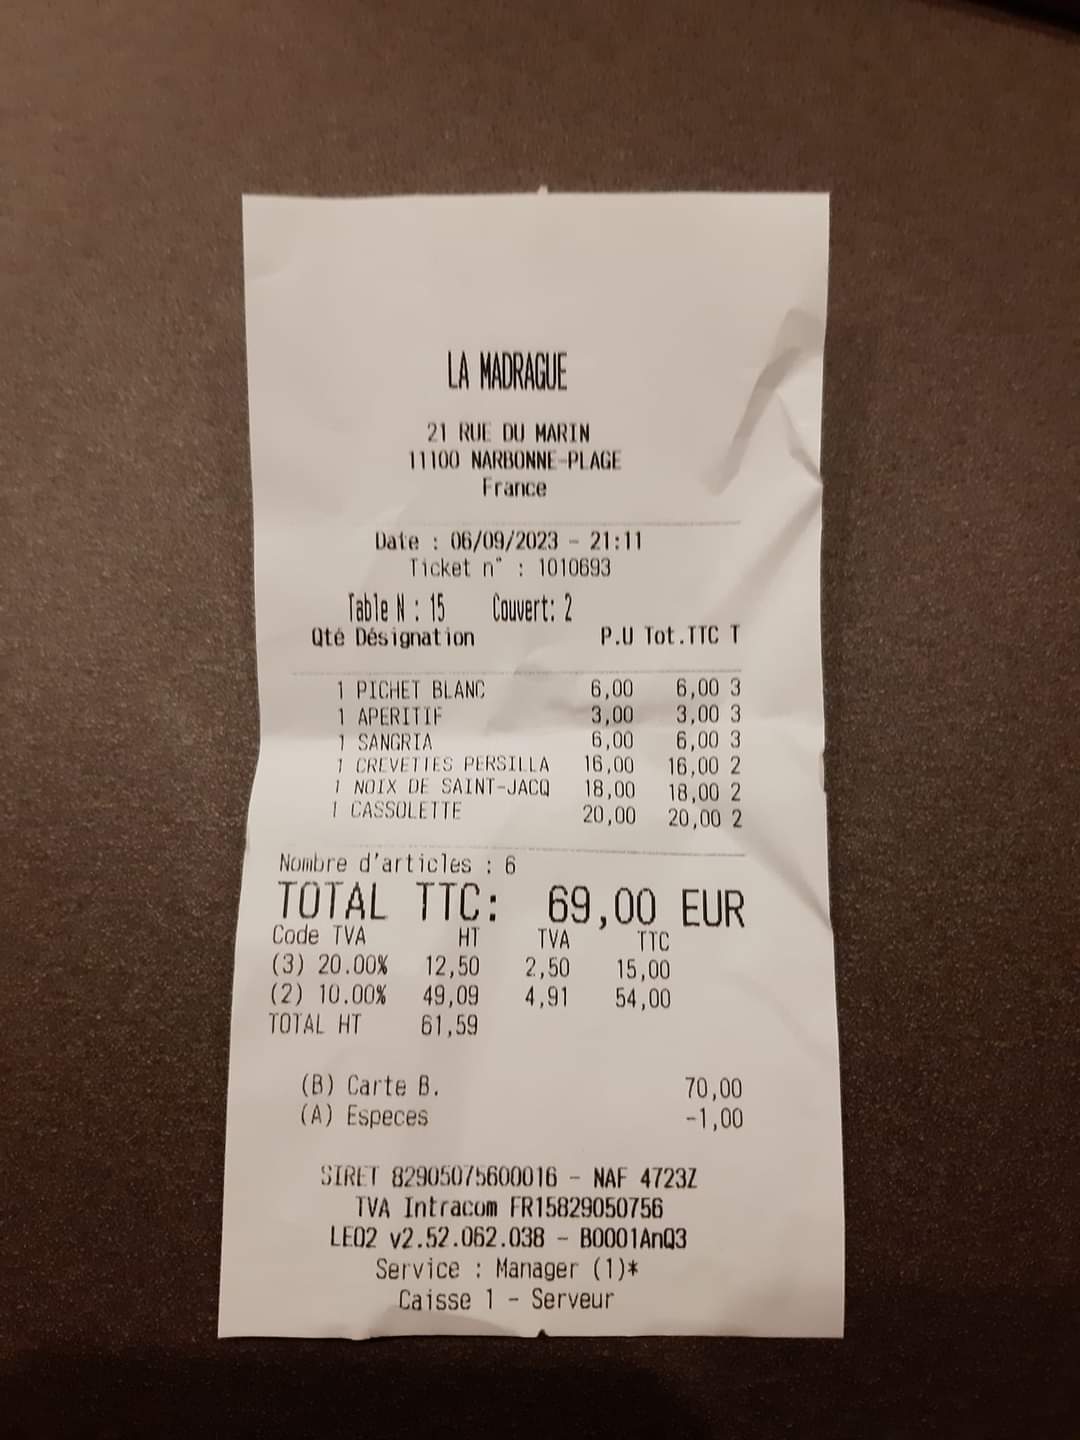 LA MADRAGUE
21 RUE DU MARIN
11100 NARBONNE-PLAGE
France
Date : 06/09/2023 - 21:11
Ticket n° : 1010693
Table N : 15 Couvert: 2
Qté Désignation P.U Tot.TTC T
1 PICHET BLANC 6,00 6,00 3
1 APERITIF 3,00 3,00 3
1 SANGRIA 6,00 6,00 3
1 CREVETTES PERSILLA 16,00 16,00 2
1 NOIX DE SAINT-JACQ 18,00 18,00 2
1 CASSOLETTE 20,00 20,00 2
Nombre d'articles : 6
TOTAL TTC: 69,00 EUR
Code TVA HT TVA TTC
(3) 20.00% 12,50 2,50 15,00
(2) 10.00% 49,09 4,91 54,00
TOTAL HT 61,59
(B) Carte B. 70,00
(A) Especes -1,00
SIRET 82905075600016 - NAF 4723Z
TVA Intracom FR15829050756
LEO2 v2.52.062.038 - B0001AnQ3
Service : Manager (1)*
Caisse 1 - Serveur